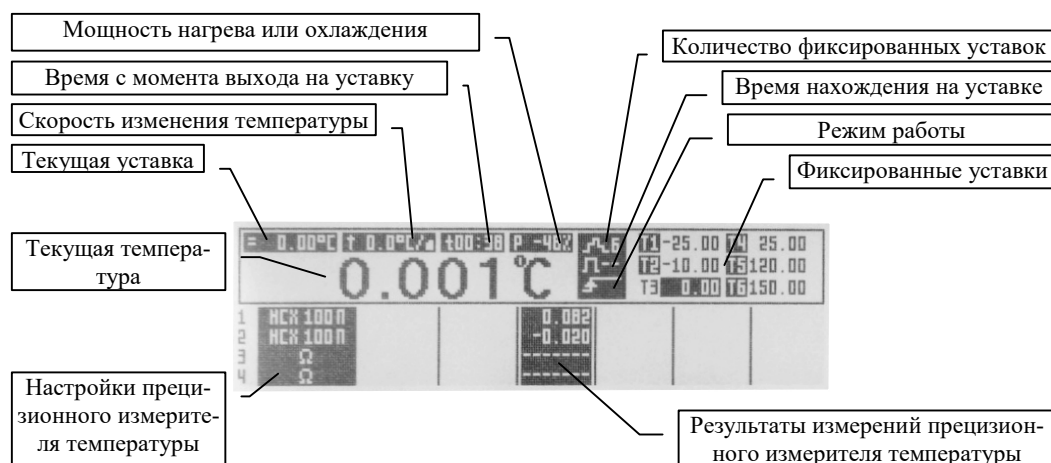 Мощность нагрева или охлаждения
Время с момента выхода на уставку
Скорость изменения температуры
Текущая уставка
Текущая темпера-
тура
Настройки преци-
зионного измерите-
ля температуры
Количество фиксированных уставок
Время нахождения на уставке
Режим работы
Фиксированные уставки
= 0.00°C ↑ 0.0°C/м t00:38 P -48% 6 T1 -25.00 T4 25.00
0.001°C -- T2 -10.00 T5 120.00
T3 0.00 T6 150.00
1 НСХ 100П 0.082
2 НСХ 100П -0.020
3 Ω -------
4 Ω -------
Результаты измерений прецизион-
ного измерителя температуры